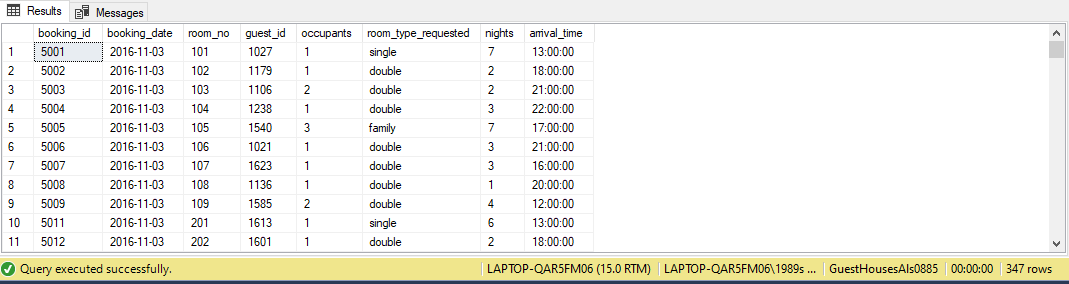 Results Messages
booking_id booking_date room_no guest_id occupants room_type_requested nights arrival_time
1 5001 2016-11-03 101 1027 1 single 7 13:00:00
2 5002 2016-11-03 102 1179 1 double 2 18:00:00
3 5003 2016-11-03 103 1106 2 double 2 21:00:00
4 5004 2016-11-03 104 1238 1 double 3 22:00:00
5 5005 2016-11-03 105 1540 3 family 7 17:00:00
6 5006 2016-11-03 106 1021 1 double 3 21:00:00
7 5007 2016-11-03 107 1623 1 double 3 16:00:00
8 5008 2016-11-03 108 1136 1 double 1 20:00:00
9 5009 2016-11-03 109 1585 2 double 4 12:00:00
10 5011 2016-11-03 201 1613 1 single 6 13:00:00
11 5012 2016-11-03 202 1601 1 double 2 18:00:00
Query executed successfully. LAPTOP-QAR5FM06 (15.0 RTM) LAPTOP-QAR5FM06\1989s ... GuestHousesAls0885 00:00:00 347 rows